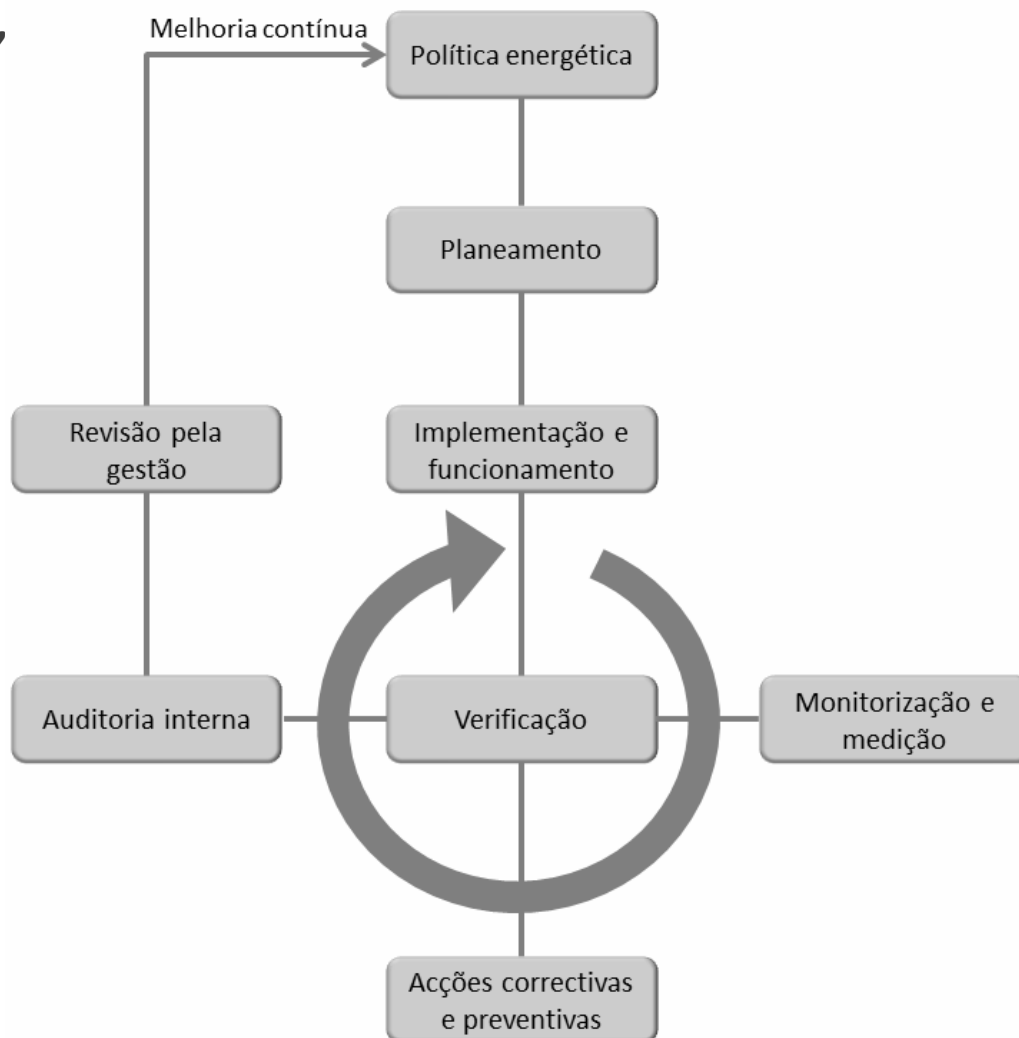 Melhoria contínua
Política energética
Planeamento
Revisão pela
gestão
Implementação e
funcionamento
Auditoria interna
Verificação
Monitorização e
medição
Acções correctivas
e preventivas